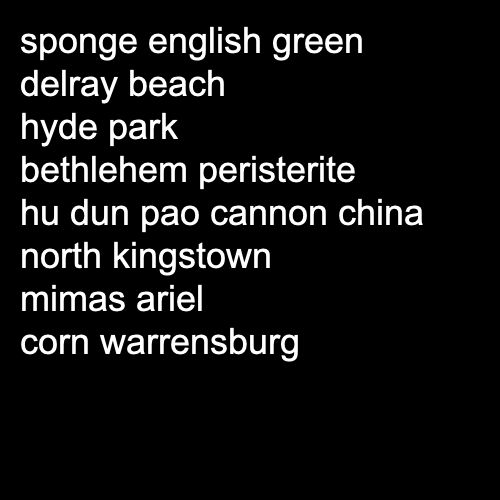 sponge english green
delray beach
hyde park
bethlehem peristerite
hu dun pao cannon china
north kingstown
mimas ariel
corn warrensburg